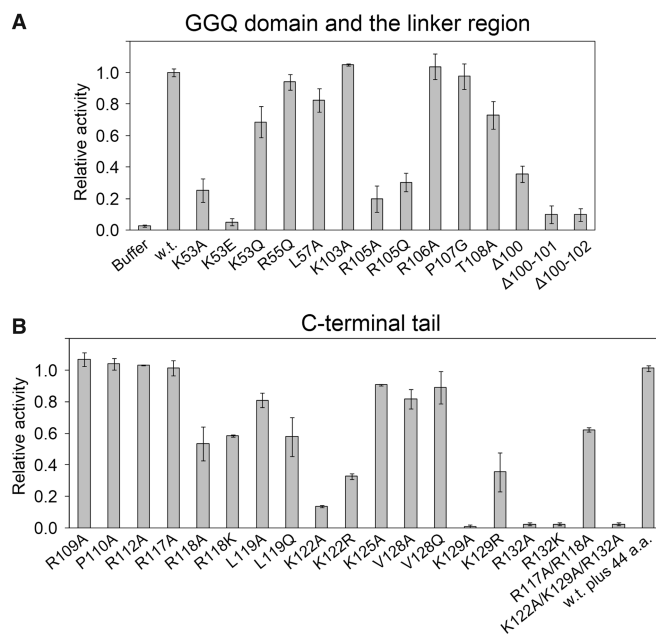 A
GGQ domain and the linker region
Relative activity
1.0
0.8
0.6
0.4
0.2
0.0
Buffer
w.t.
K53A
K53E
K53Q
R55Q
L57A
K103A
R105A
R105Q
R106A
P107G
T108A
Δ100
Δ100-101
Δ100-102
B
C-terminal tail
Relative activity
1.0
0.8
0.6
0.4
0.2
0.0
R109A
P110A
R112A
R117A
R118A
R118K
L119A
L119Q
K122A
K122R
K125A
V128A
V128Q
K129A
K129R
R132A
R132K
R117A/R118A
K122A/K129A/R132A
w.t. plus 44 a.a.